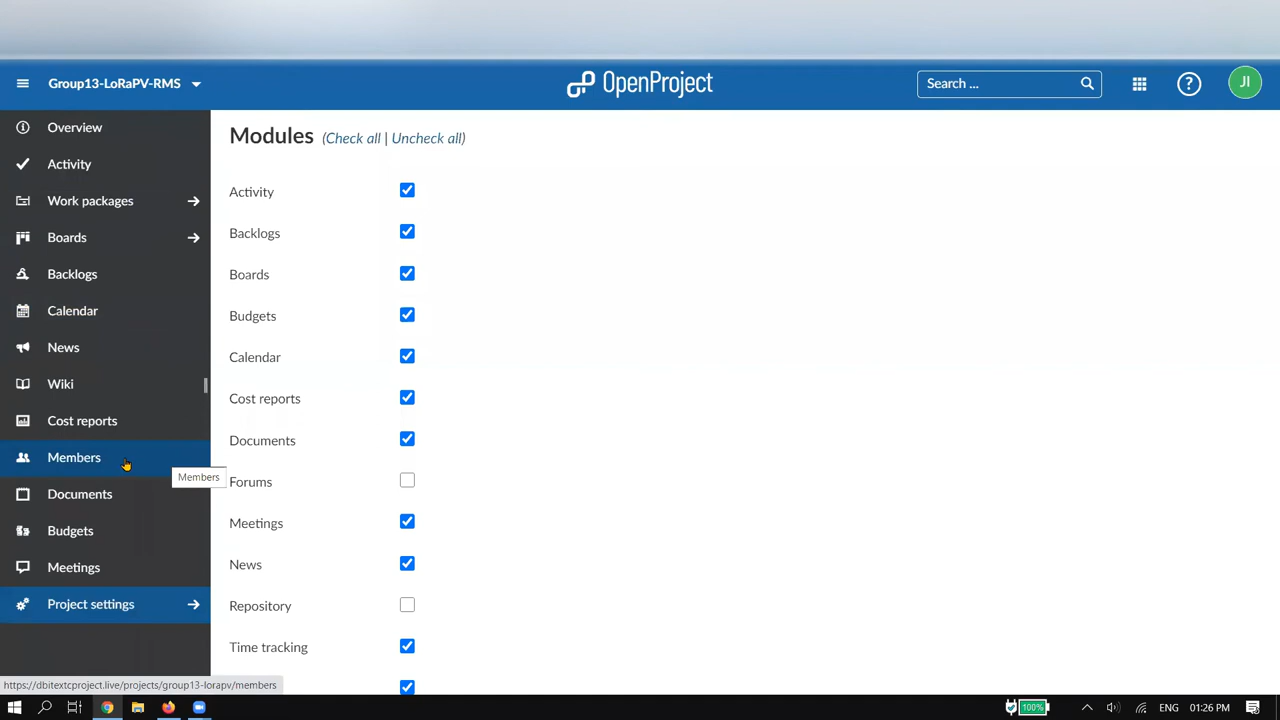 Group13-LoRaPV-RMS
OpenProject
Search ...
?
JI
Overview
Activity
Work packages
Boards
Backlogs
Calendar
News
Wiki
Cost reports
Members
Documents
Budgets
Meetings
Project settings
Members
Modules (Check all | Uncheck all)
Activity
Backlogs
Boards
Budgets
Calendar
Cost reports
Documents
Forums
Meetings
News
Repository
Time tracking
https://dbitextcproject.live/projects/group13-lorapv/members
100%
ENG
01:26 PM